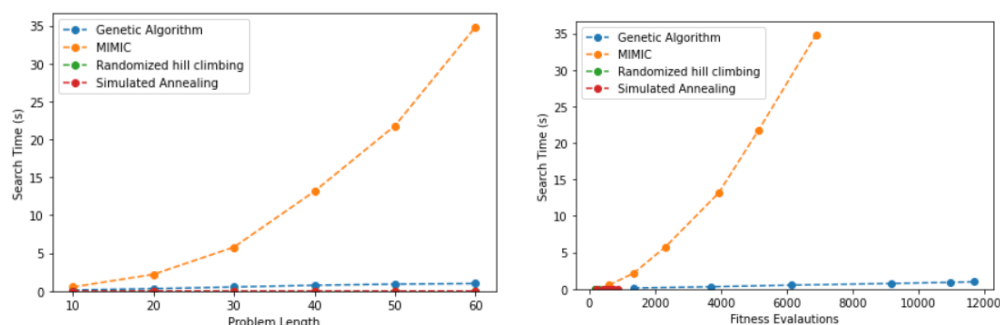 35
30
25
20
15
10
5
0
Search Time (s)
Genetic Algorithm
MIMIC
Randomized hill climbing
Simulated Annealing
10 20 30 40 50 60
Problem Length
35
30
25
20
15
10
5
0
Search Time (s)
Genetic Algorithm
MIMIC
Randomized hill climbing
Simulated Annealing
0 2000 4000 6000 8000 10000 12000
Fitness Evalautions